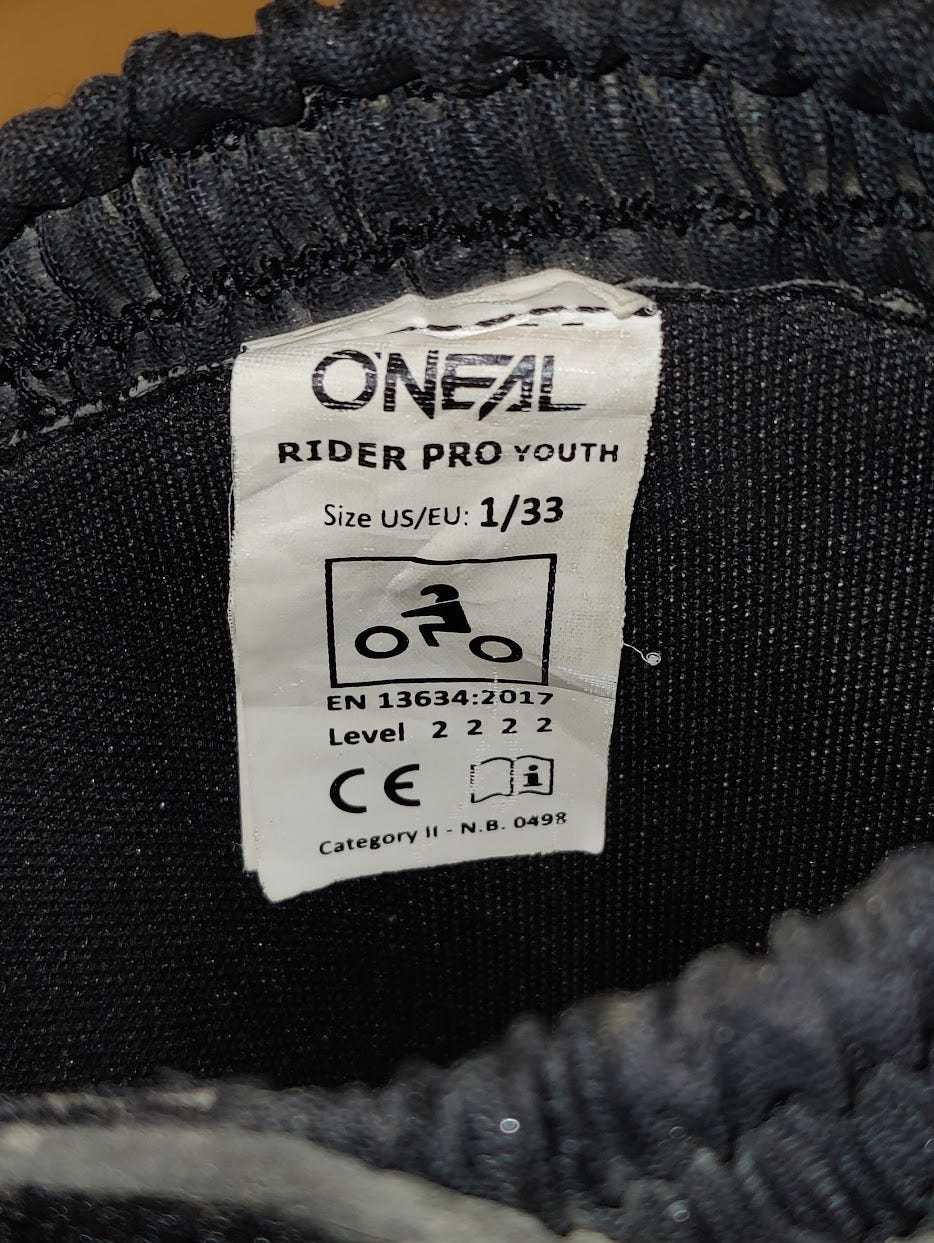 O'NEAL
RIDER PRO YOUTH
Size US/EU: 1/33
EN 13634:2017
Level 2 2 2 2
CE i
Category II - N.B. 0498